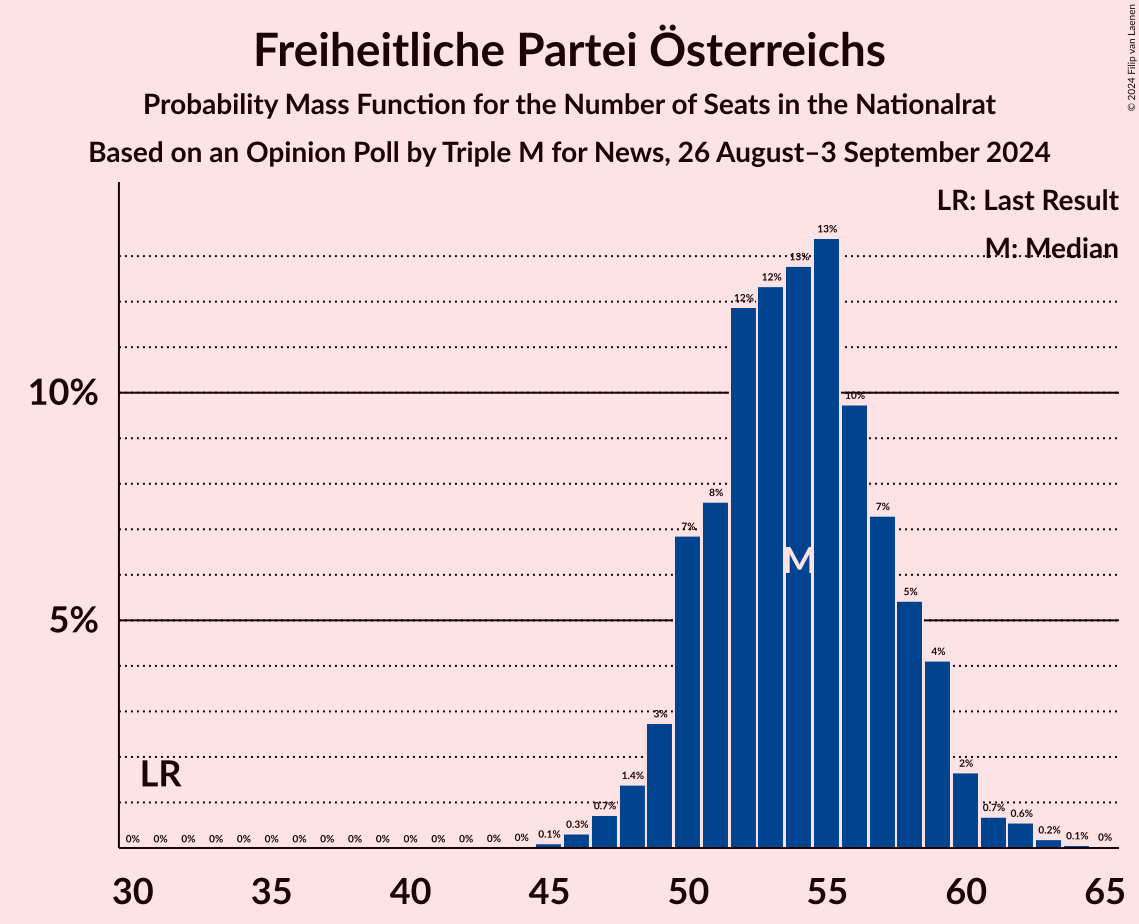 Freiheitliche Partei Österreichs
Probability Mass Function for the Number of Seats in the Nationalrat
Based on an Opinion Poll by Triple M for News, 26 August–3 September 2024
© 2024 Filip van Laenen
LR: Last Result
M: Median
10%
5%
LR
M
0% 0% 0% 0% 0% 0% 0% 0% 0% 0% 0% 0% 0% 0% 0% 0.1% 0.3% 0.7% 1.4% 3% 7% 8% 12% 12% 13% 13% 10% 7% 5% 4% 2% 0.7% 0.6% 0.2% 0.1% 0%
30 35 40 45 50 55 60 65